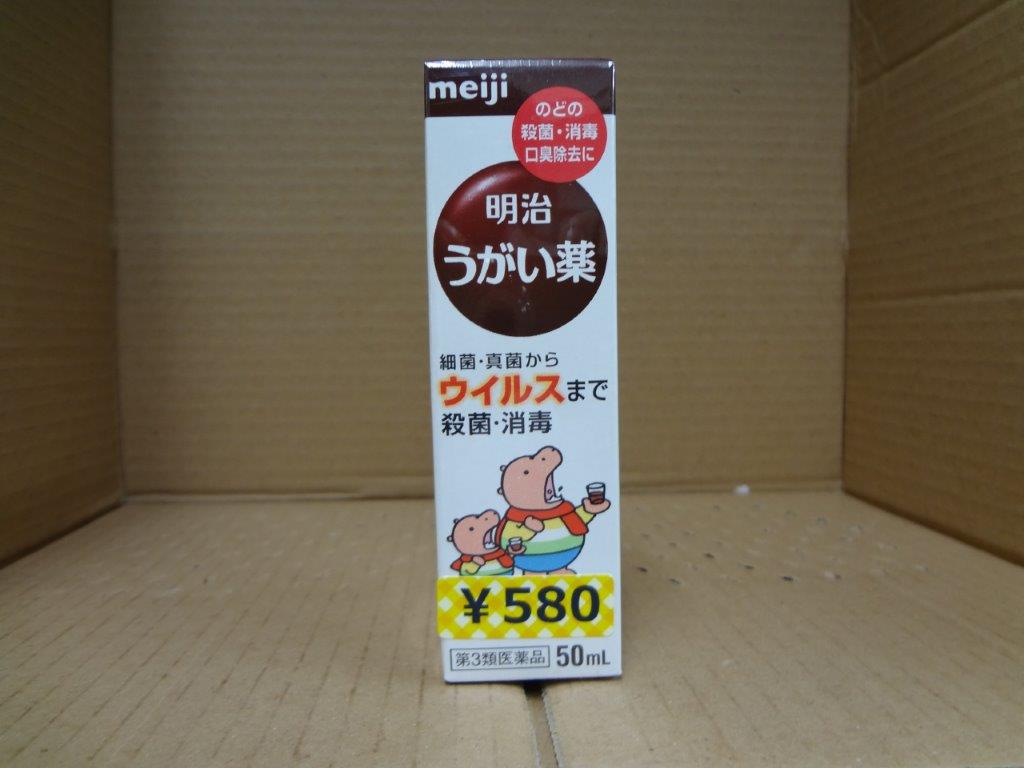 meiji
のどの
殺菌・消毒
口臭除去に
明治
うがい薬
細菌・真菌から
ウイルスまで
殺菌・消毒
¥580
第3類医薬品 50mL